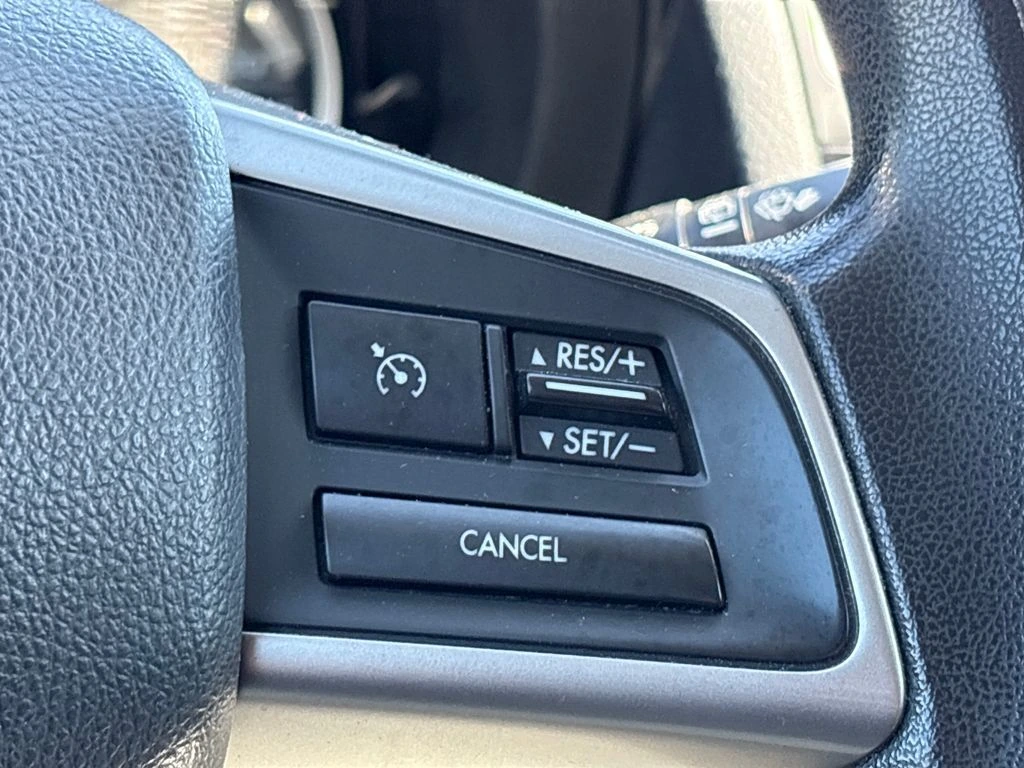 ▲ RES/+
▼ SET/−
CANCEL